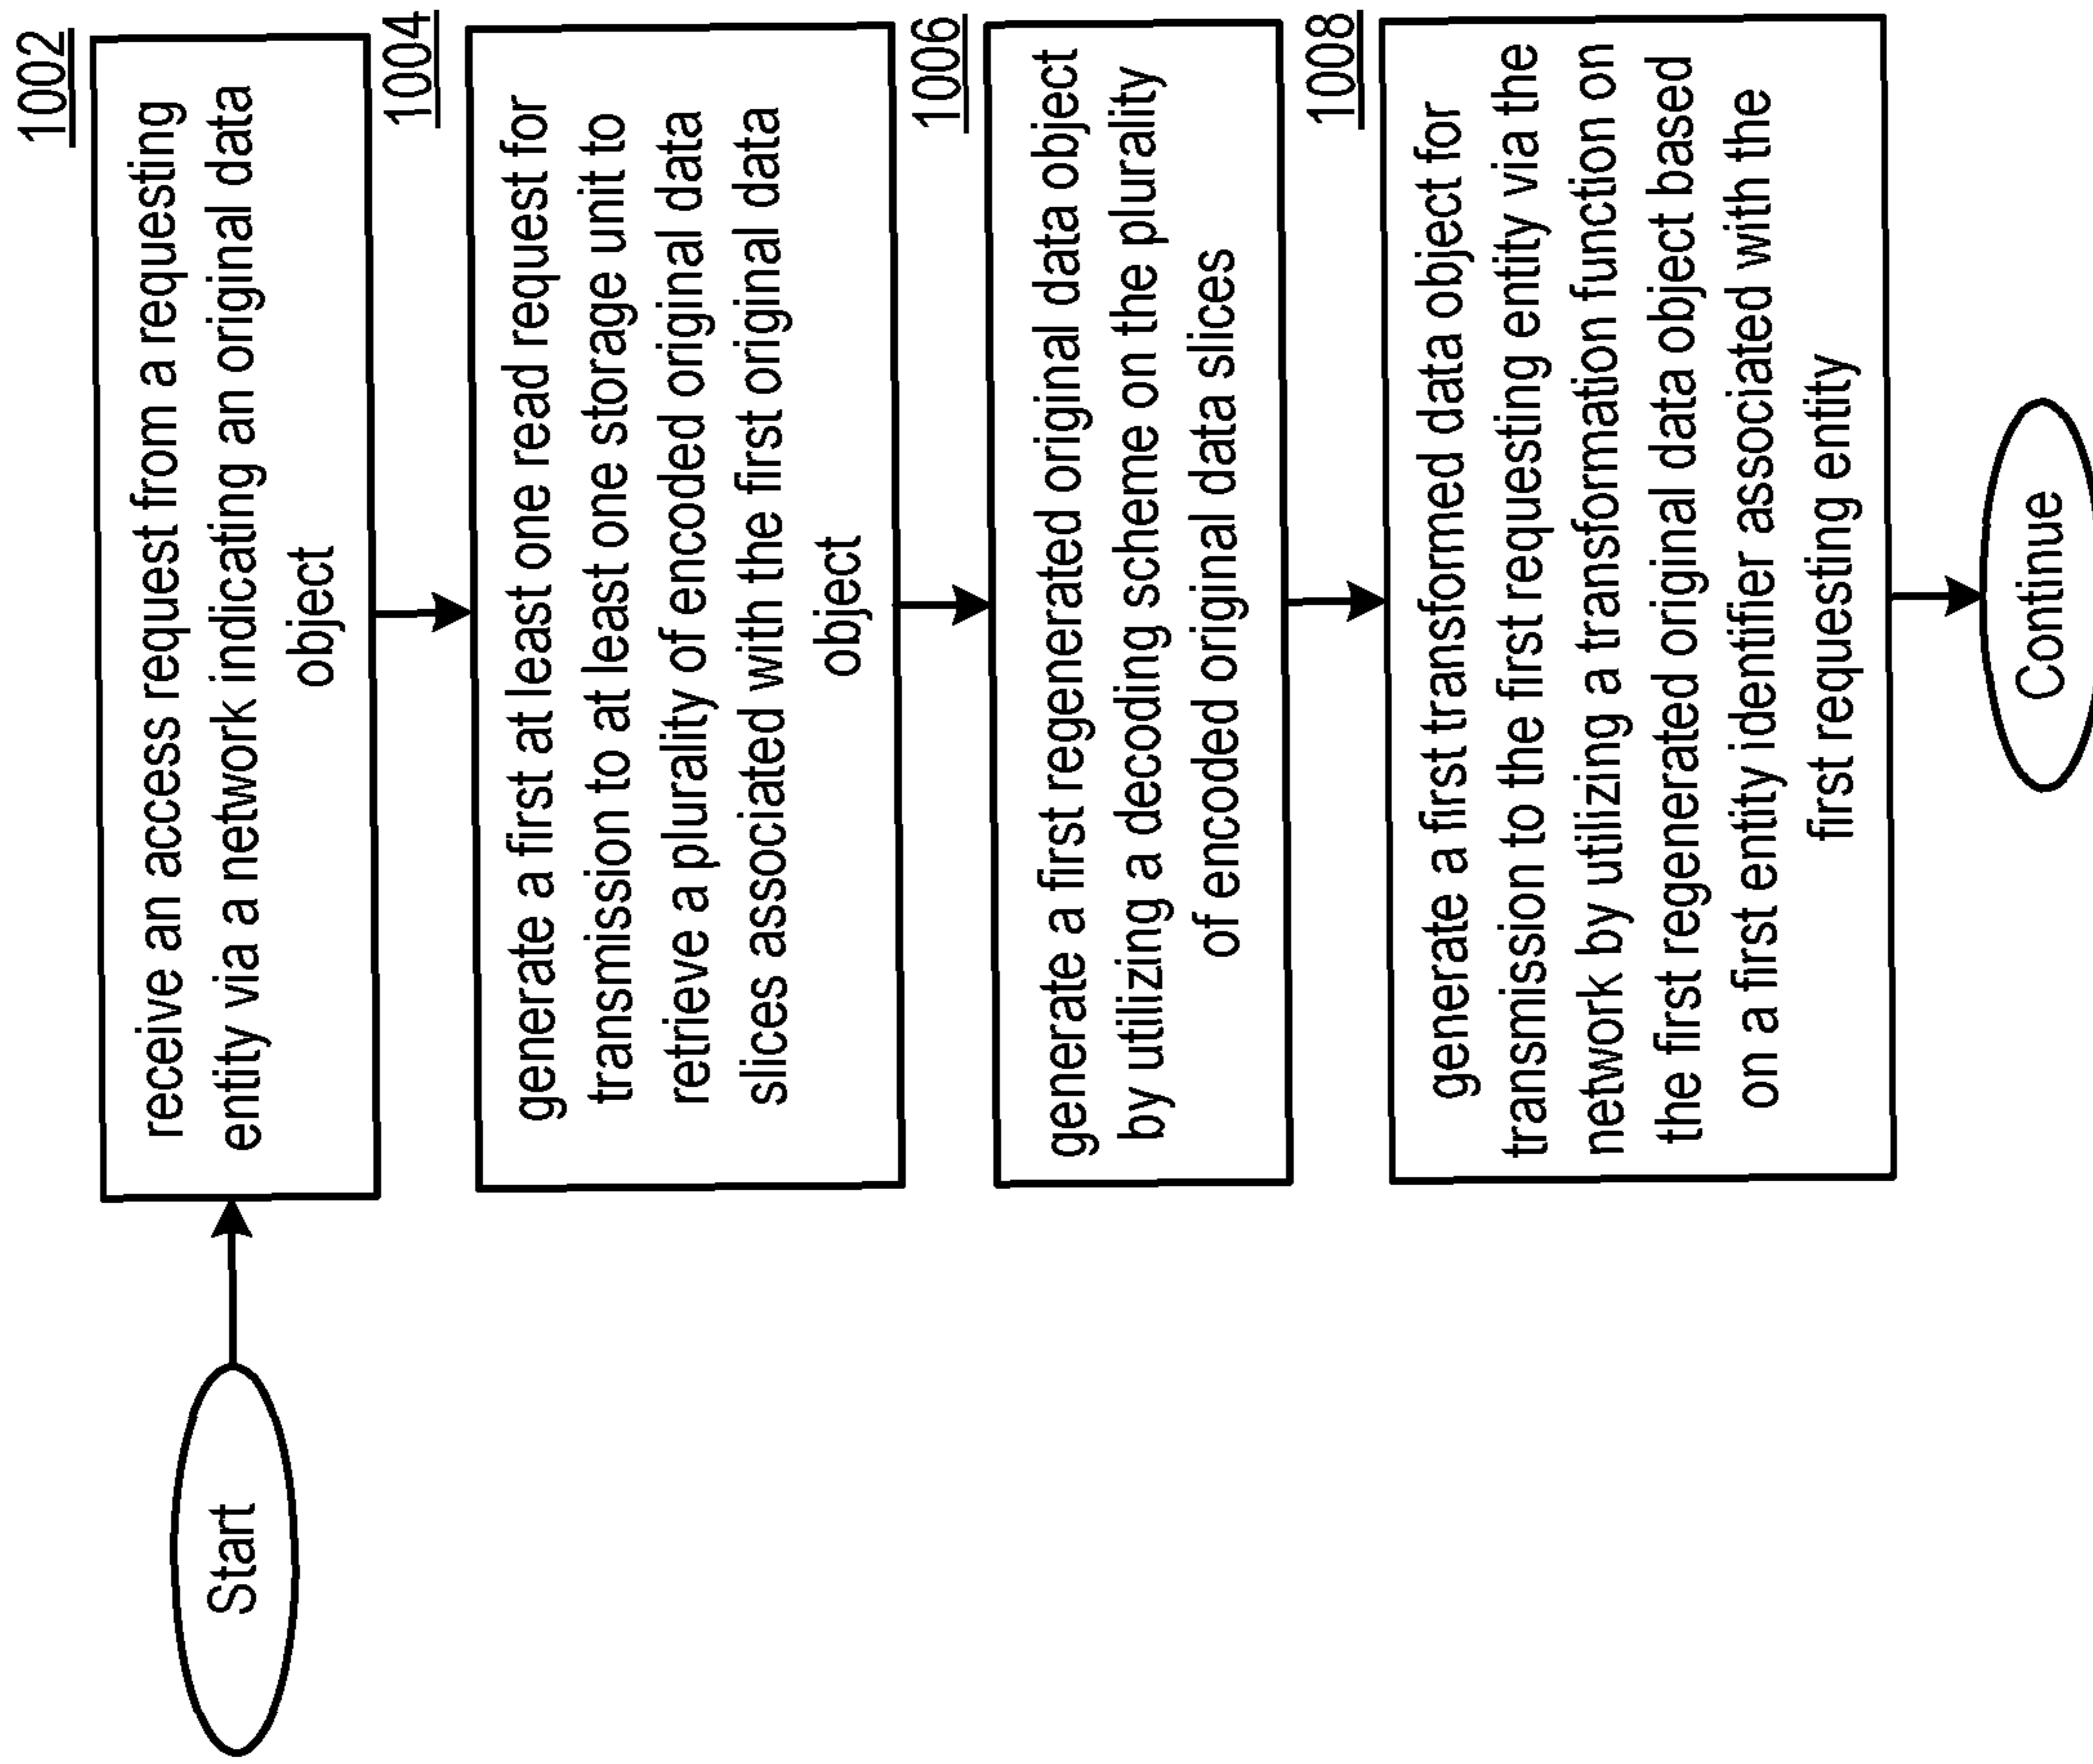 Start
1002
receive an access request from a requesting
entity via a network indicating an original data
object
1004
generate a first at least one read request for
transmission to at least one storage unit to
retrieve a plurality of encoded original data
slices associated with the first original data
object
1006
generate a first regenerated original data object
by utilizing a decoding scheme on the plurality
of encoded original data slices
1008
generate a first transformed data object for
transmission to the first requesting entity via the
network by utilizing a transformation function on
the first regenerated original data object based
on a first entity identifier associated with the
first requesting entity
Continue